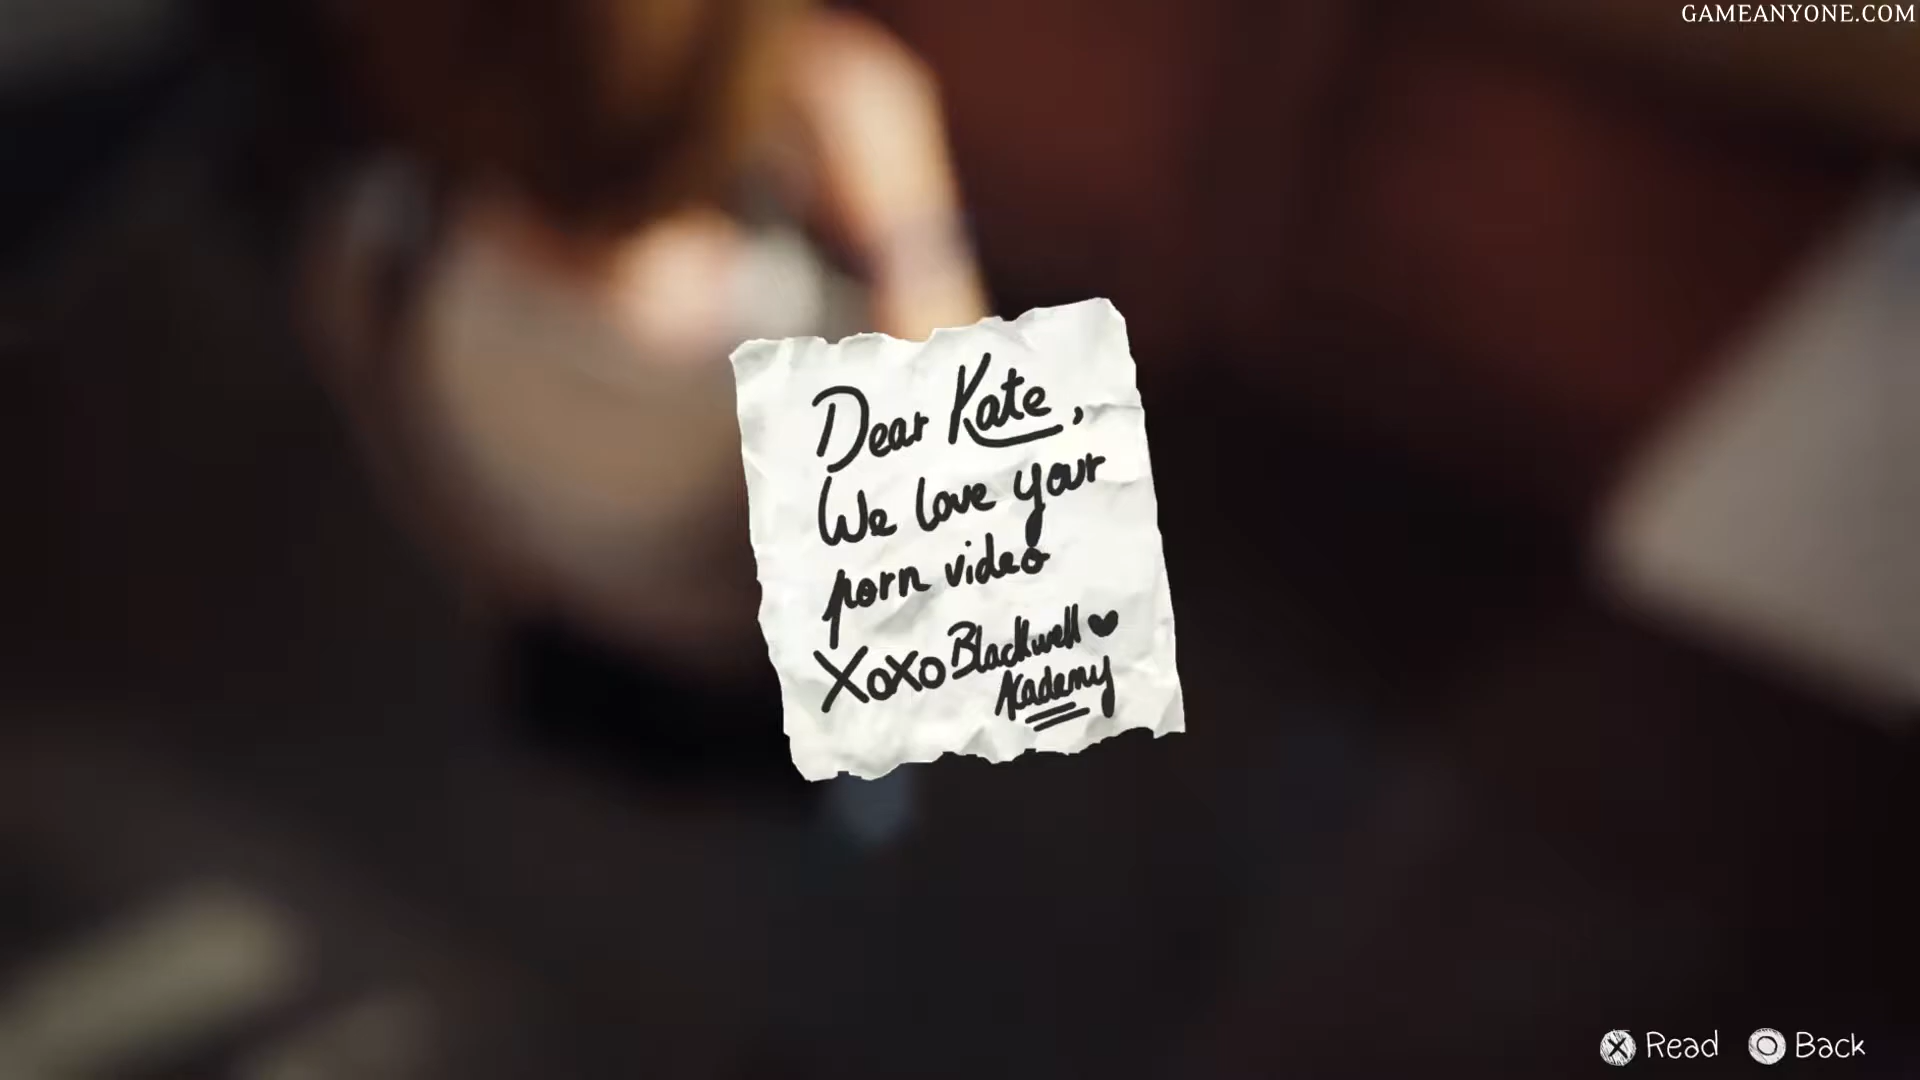 GAMEANYONE.COM
Dear Kate,
We love your
porn video
XoXo Blackwell
Academy
Read Back